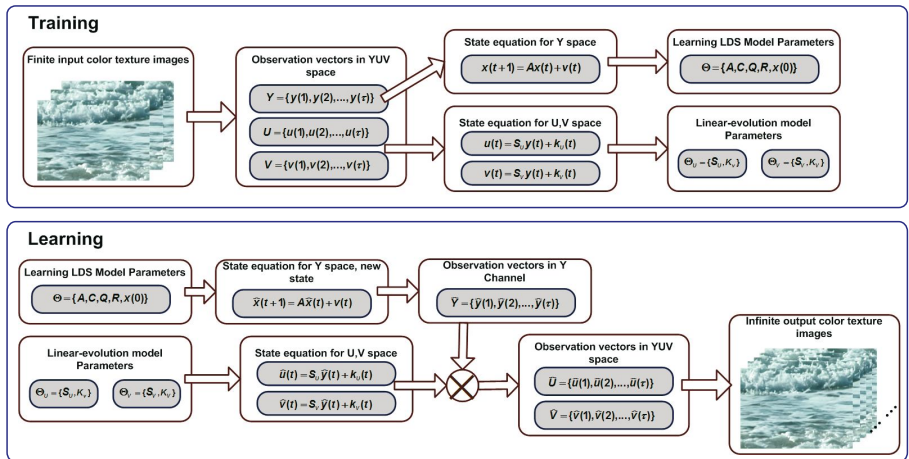 Training
Finite input color texture images
Observation vectors in YUV
space
Y = {y(1), y(2),..., y(τ)}
U = {u(1), u(2),..., u(τ)}
V = {v(1), v(2),..., v(τ)}
State equation for Y space
x(t+1) = Ax(t)+v(t)
Learning LDS Model Parameters
Θ = {A,C,Q,R,x(0)}
State equation for U,V space
u(t) = S_U y(t) + k_U(t)
v(t) = S_V y(t) + k_V(t)
Linear-evolution model
Parameters
Θ_U = {S_U, K_V} Θ_V = {S_V, K_V}
Learning
Learning LDS Model Parameters
Θ = {A,C,Q,R,x(0)}
State equation for Y space, new
state
x̄(t+1) = Ax̄(t)+v(t)
Observation vectors in Y
Channel
Ȳ = {ȳ(1), ȳ(2),..., ȳ(τ)}
Linear-evolution model
Parameters
Θ_U = {S_U, K_V} Θ_V = {S_V, K_V}
State equation for U,V space
ū(t) = S_U ȳ(t) + k_U(t)
v̄(t) = S_V ȳ(t) + k_V(t)
Observation vectors in YUV
space
Ū = {ū(1), ū(2),..., ū(τ)}
V̄ = {v̄(1), v̄(2),..., v̄(τ)}
Infinite output color texture
images